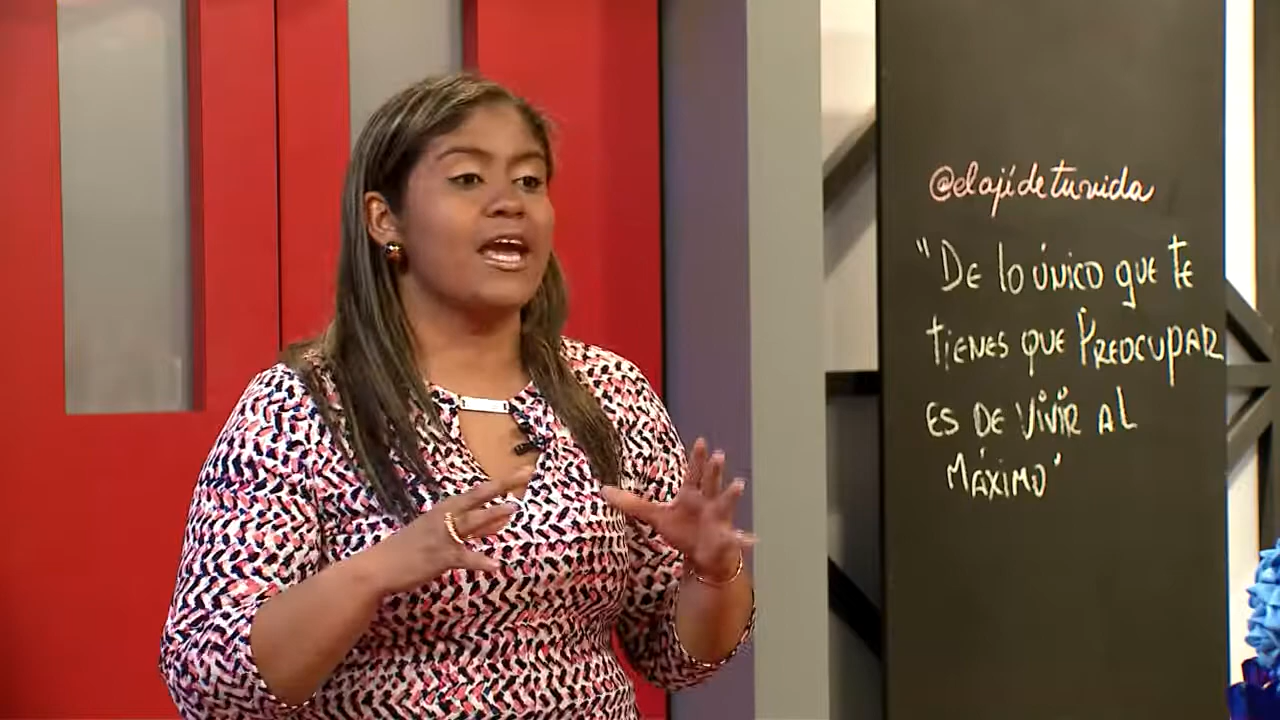 @elajídetuvida
"De lo único que te
tienes que preocupar
es de vivir al
máximo"